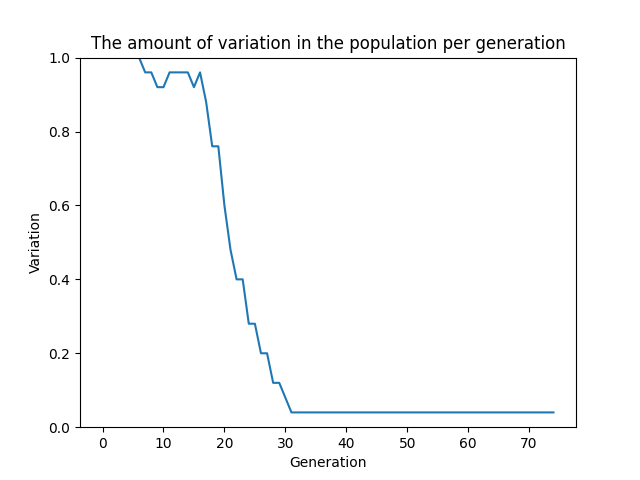 The amount of variation in the population per generation
1.0
0.8
0.6
0.4
0.2
0.0
Variation
0 10 20 30 40 50 60 70
Generation